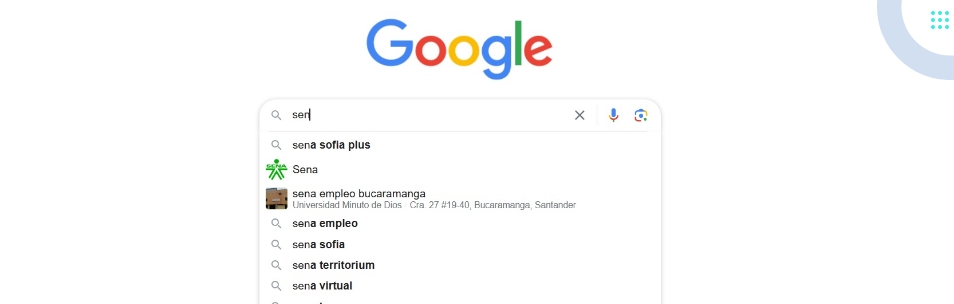 Google
sen
sena sofia plus
SENA
Sena
sena empleo bucaramanga
Universidad Minuto de Dios · Cra. 27 #19-40, Bucaramanga, Santander
sena empleo
sena sofia
sena territorium
sena virtual